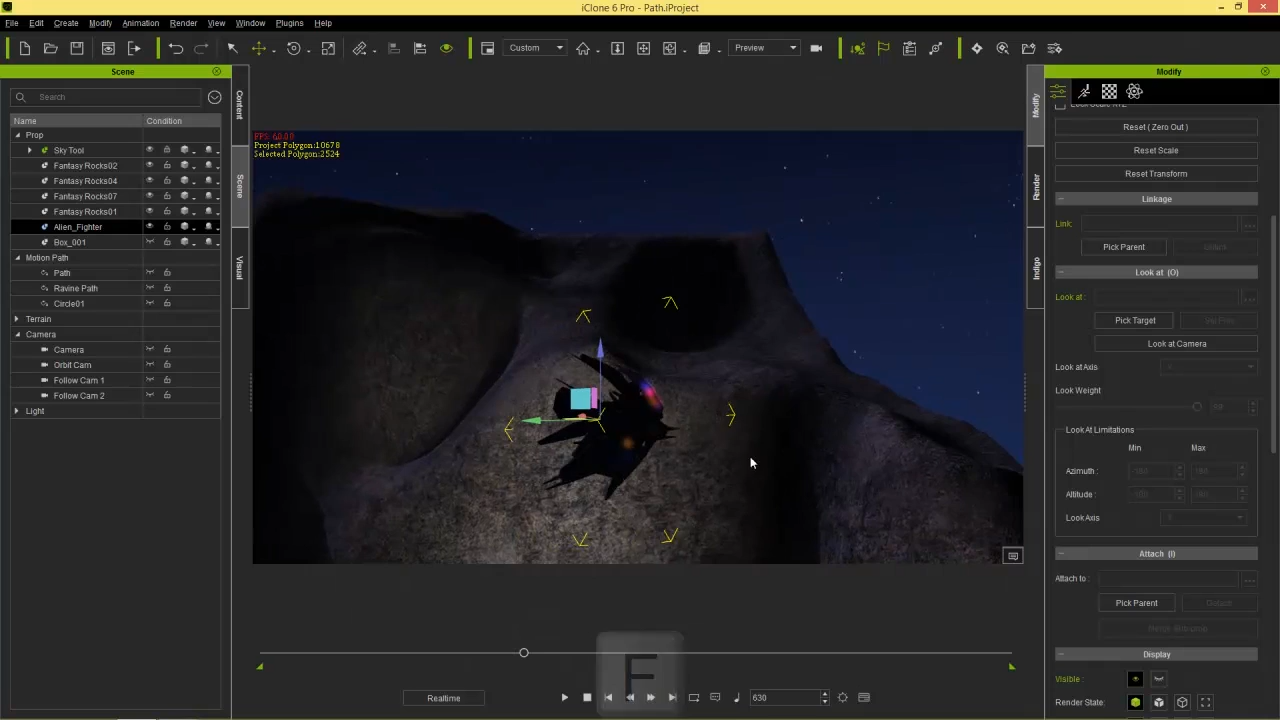 iClone 6 Pro - Path.iProject
File Edit Create Modify Animation Render View Window Plugins Help
Custom Preview
Scene
Search
Name Condition
Prop
Sky Tool
Fantasy Rocks02
Fantasy Rocks04
Fantasy Rocks07
Fantasy Rocks01
Alien_Fighter
Box_001
Motion Path
Path
Ravine Path
Circle01
Terrain
Camera
Camera
Orbit Cam
Follow Cam 1
Follow Cam 2
Light
Content
Scene
Visual
FPS: 60.00
Project Polygon:10678
Selected Polygon:2524
F
Realtime
630
Modify
Render
Indigo
Modify
Reset ( Zero Out )
Reset Scale
Reset Transform
Linkage
Link:
Pick Parent
Look at (O)
Look at:
Pick Target
Look at Camera
Look at Axis
Look Weight
Look At Limitations
Min Max
Azimuth :
Altitude :
Look Axis
Attach (I)
Attach to :
Pick Parent
Display
Visible :
Render State: